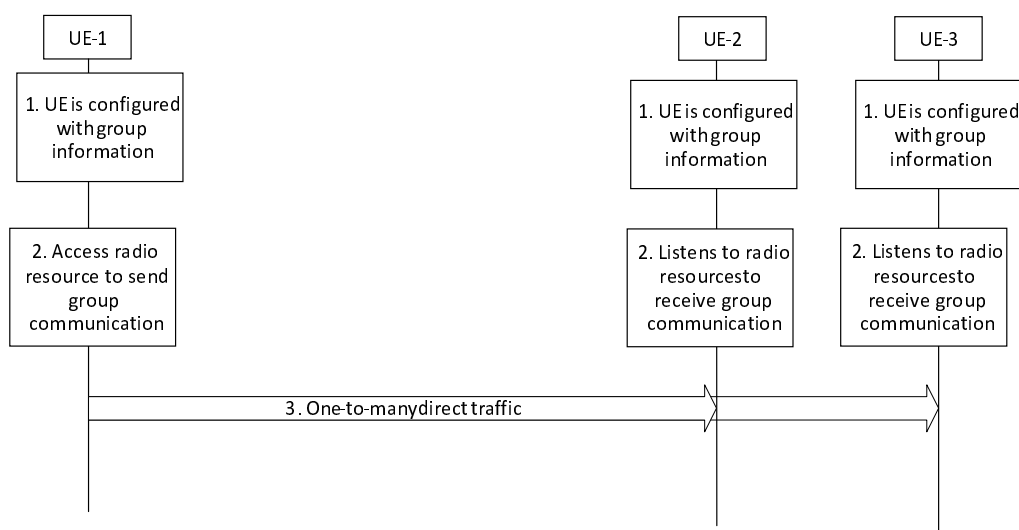 UE-1
UE-2
UE-3
1. UE is configured
with group
information
1. UE is configured
with group
information
1. UE is configured
with group
information
2. Access radio
resource to send
group
communication
2. Listens to radio
resourcesto
receive group
communication
2. Listens to radio
resourcesto
receive group
communication
3. One-to-manydirect traffic